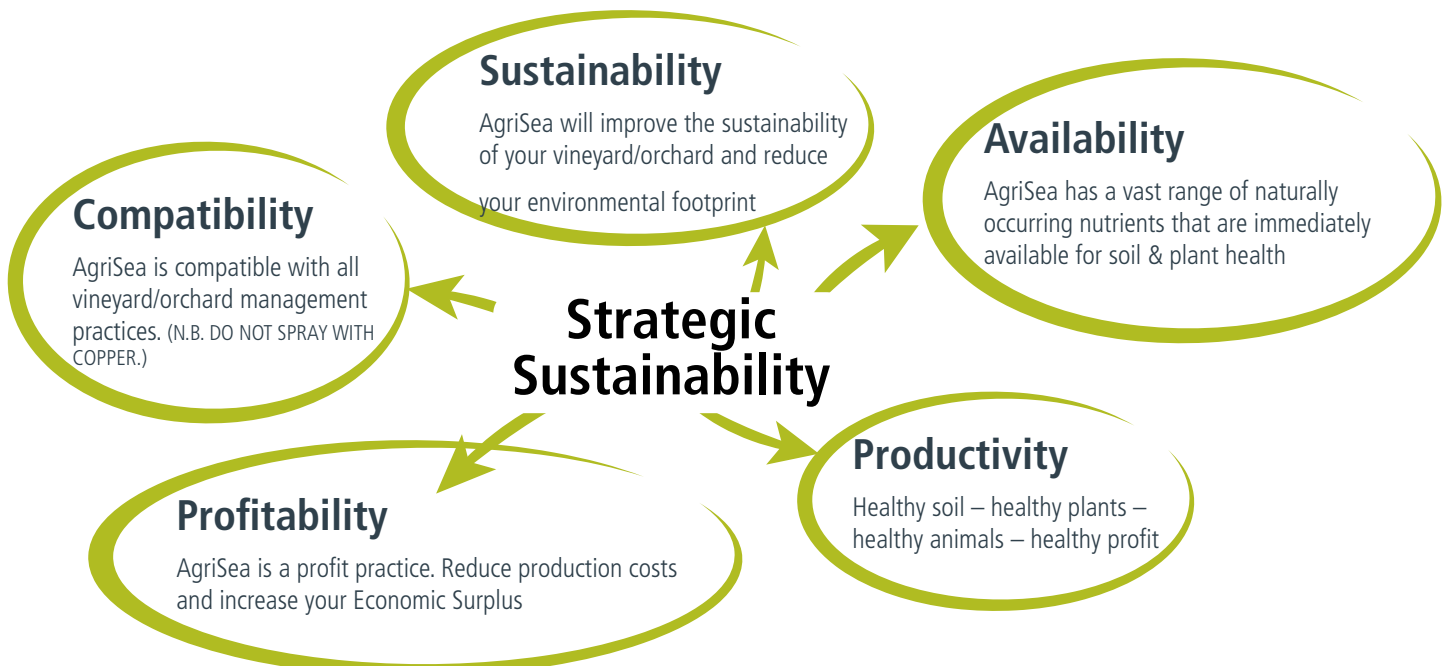 Sustainability
AgriSea will improve the sustainability
of your vineyard/orchard and reduce
your environmental footprint
Availability
AgriSea has a vast range of naturally
occurring nutrients that are immediately
available for soil & plant health
Compatibility
AgriSea is compatible with all
vineyard/orchard management
practices. (N.B. DO NOT SPRAY WITH
COPPER.)
Strategic
Sustainability
Profitability
AgriSea is a profit practice. Reduce production costs
and increase your Economic Surplus
Productivity
Healthy soil – healthy plants –
healthy animals – healthy profit